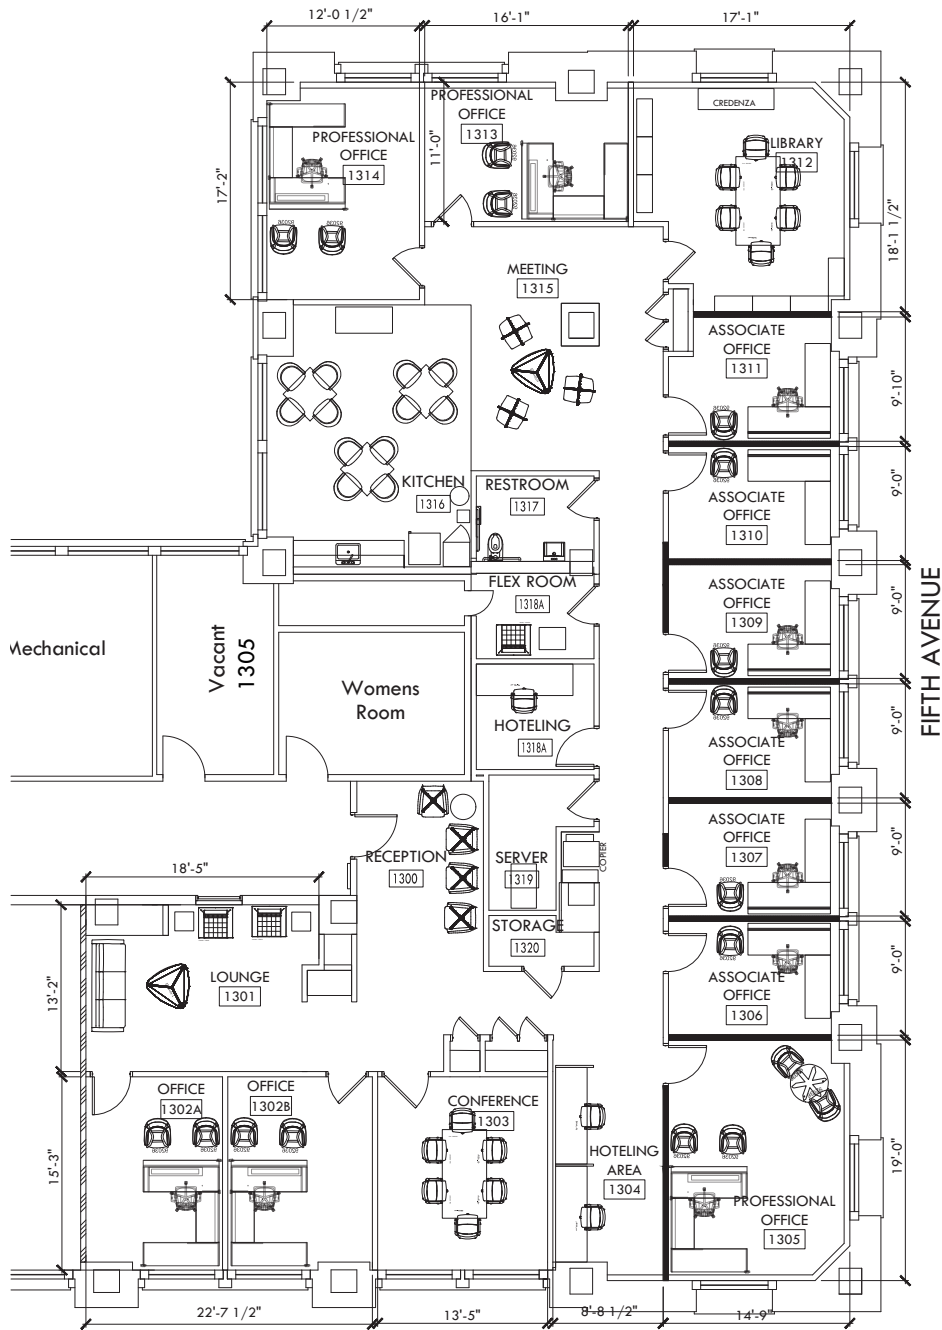 12'-0 1/2"
16'-1"
17'-1"
PROFESSIONAL
OFFICE
1313
CREDENZA
PROFESSIONAL
OFFICE
1314
11'-0"
LIBRARY
1312
17'-2"
18'-1 1/2"
MEETING
1315
ASSOCIATE
OFFICE
1311
9'-10"
KITCHEN
1316
RESTROOM
1317
ASSOCIATE
OFFICE
1310
9'-0"
FLEX ROOM
1318A
ASSOCIATE
OFFICE
1309
9'-0"
FIFTH AVENUE
Mechanical
Vacant
1305
Womens
Room
HOTELING
1318A
ASSOCIATE
OFFICE
1308
9'-0"
RECEPTION
1300
SERVER
1319
COPIER
ASSOCIATE
OFFICE
1307
9'-0"
18'-5"
STORAGE
1320
LOUNGE
1301
13'-2"
ASSOCIATE
OFFICE
1306
9'-0"
OFFICE
1302A
OFFICE
1302B
CONFERENCE
1303
HOTELING
AREA
1304
15'-3"
19'-0"
PROFESSIONAL
OFFICE
1305
22'-7 1/2"
13'-5"
8'-8 1/2"
14'-9"